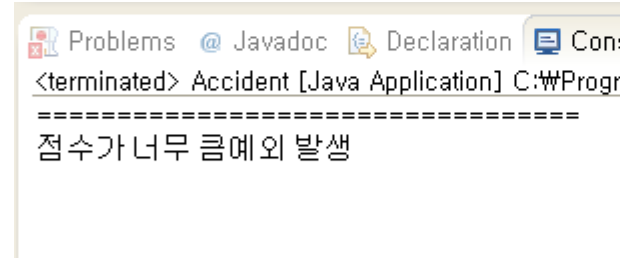 Problems @ Javadoc Declaration Cons
<terminated> Accident [Java Application] C:₩Progr
==================================
점수가 너무 큼예외 발생